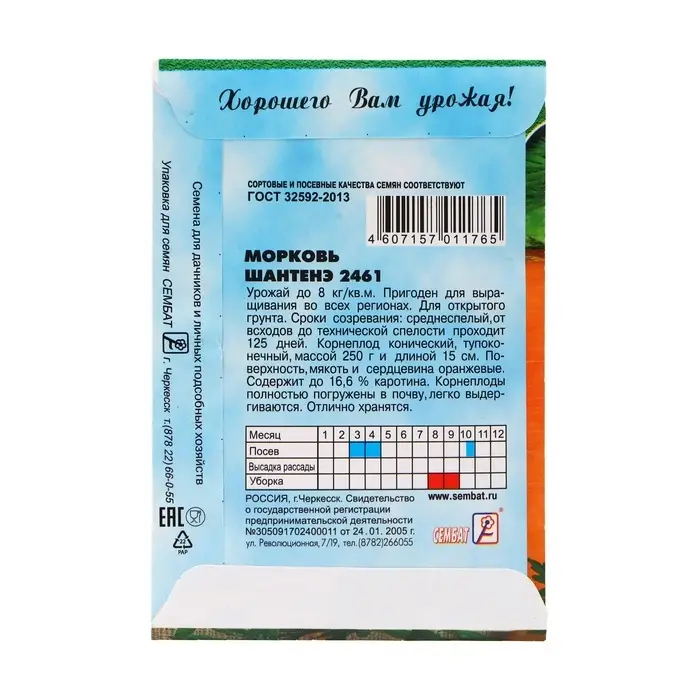 Хорошего Вам урожая!
СОРТОВЫЕ И ПОСЕВНЫЕ КАЧЕСТВА СЕМЯН СООТВЕТСТВУЮТ
ГОСТ 32592-2013
4 607157 011765
МОРКОВЬ
ШАНТЕНЭ 2461
Урожай до 8 кг/кв.м. Пригоден для выра-
щивания во всех регионах. Для открытого
грунта. Сроки созревания: среднеспелый,от
всходов до технической спелости проходит
125 дней. Корнеплод конический, тупоко-
нечный,массой 250 г и длиной 15 см. По-
верхность,мякоть и сердцевина оранжевые.
Содержит до 16,6 % каротина. Корнеплоды
полностью погружены в почву,легко выдер-
гиваются. Отлично хранятся.
Месяц 1 2 3 4 5 6 7 8 9 10 11 12
Посев
Высадка рассады
Уборка
РОССИЯ, г.Черкесск. Свидетельство
о государственной регистрации
предпринимательской деятельности
№305091702400011 от 24. 01. 2005 г.
ул. Революционная, 7/19, тел.(8782)266055
www.sembat.ru
СЕМБАТ
Семена для дачников и личных подсобных хозяйств
Упаковка для семян СЕМБАТ г. Черкесск т.(878 22)66-0-55
EAC
22
PAP